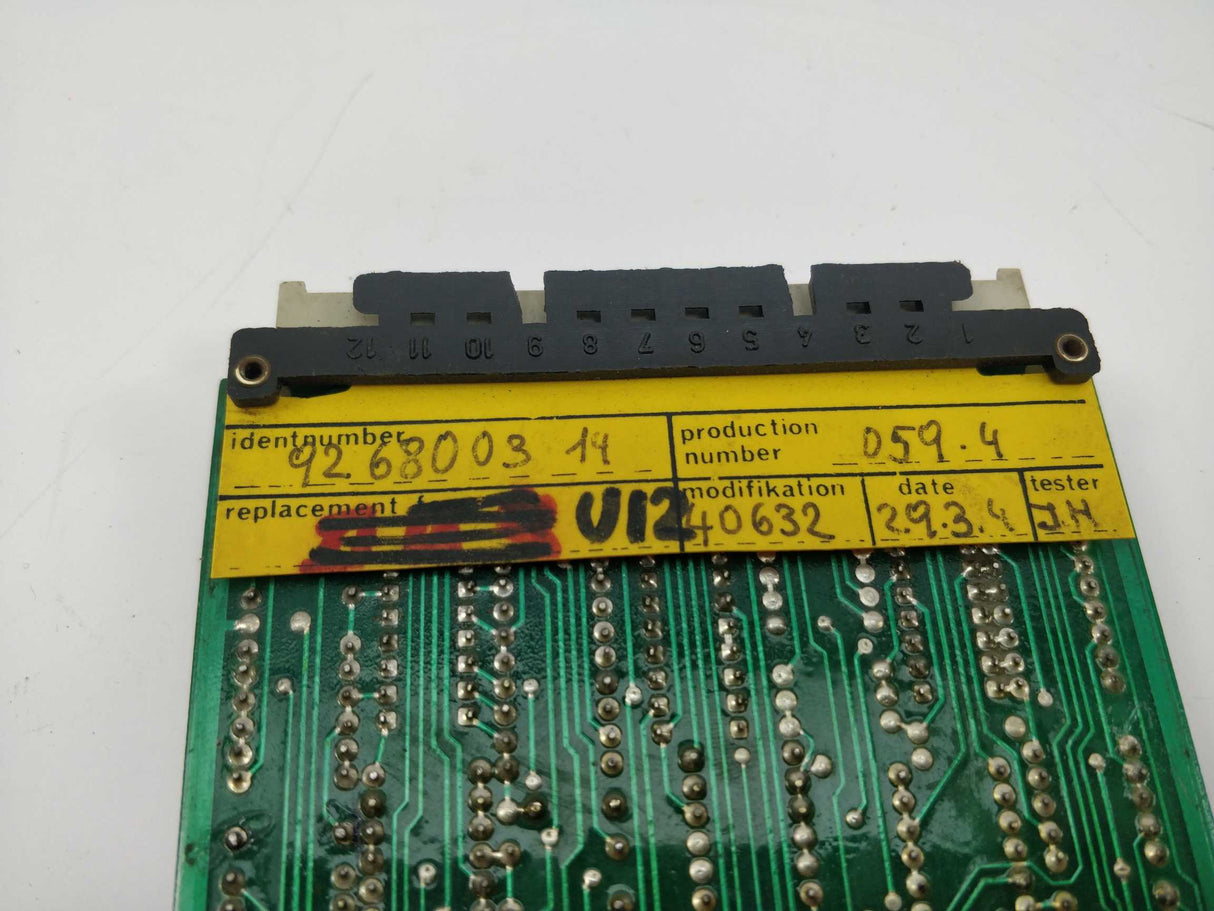 12 11 10 9 8 7 6 5 4 3 2 1
identnumber 92 68003 14
production number 059.4
replacement U12
modifikation 40632
date 29.3.4
tester J.H